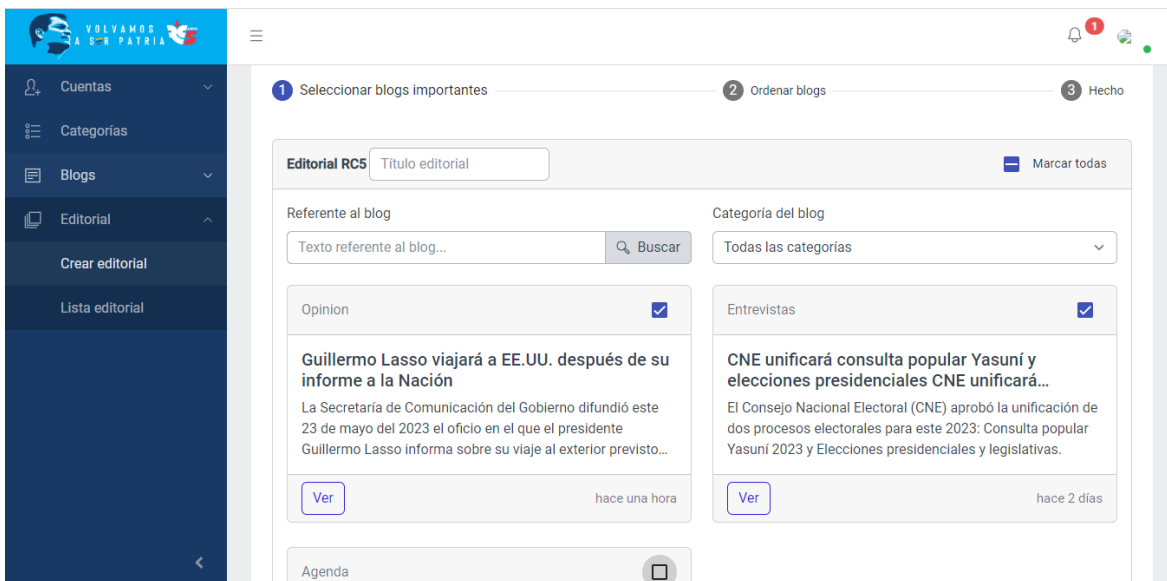 VOLVAMOS
A SER PATRIA
5
1
Cuentas
Categorías
Blogs
Editorial
Crear editorial
Lista editorial
1 Seleccionar blogs importantes
2 Ordenar blogs
3 Hecho
Editorial RC5 Título editorial
Marcar todas
Referente al blog
Texto referente al blog... Buscar
Categoría del blog
Todas las categorías
Opinion
Guillermo Lasso viajará a EE.UU. después de su
informe a la Nación
La Secretaría de Comunicación del Gobierno difundió este
23 de mayo del 2023 el oficio en el que el presidente
Guillermo Lasso informa sobre su viaje al exterior previsto...
Ver hace una hora
Entrevistas
CNE unificará consulta popular Yasuní y
elecciones presidenciales CNE unificará...
El Consejo Nacional Electoral (CNE) aprobó la unificación de
dos procesos electorales para este 2023: Consulta popular
Yasuní 2023 y Elecciones presidenciales y legislativas.
Ver hace 2 días
Agenda